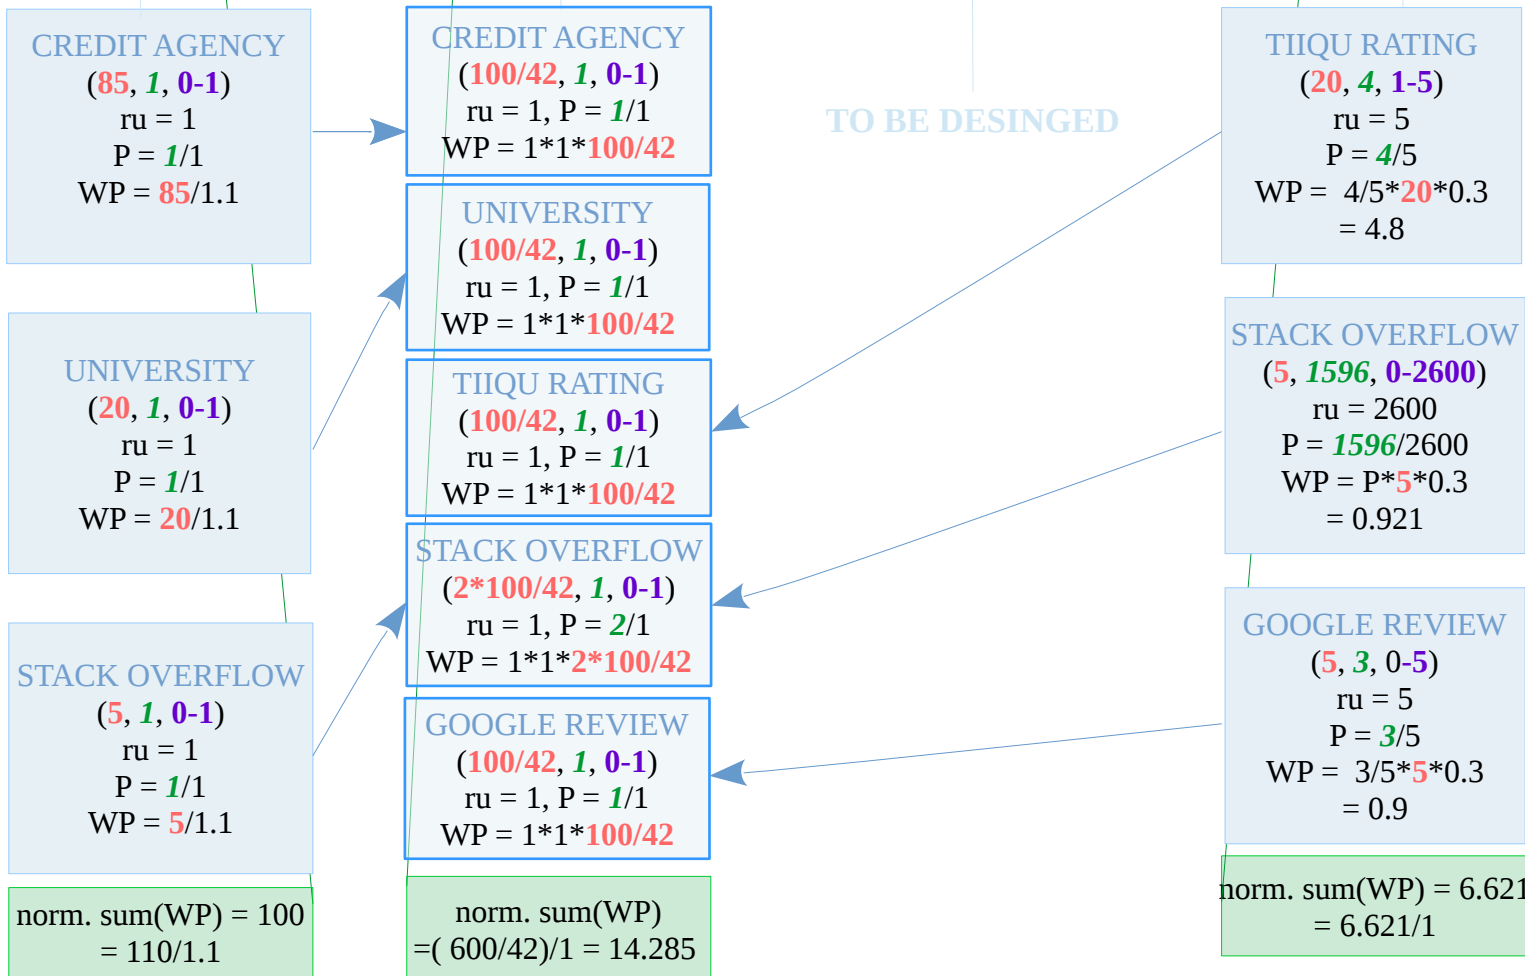 CREDIT AGENCY
(85, 1, 0-1)
ru = 1
P = 1/1
WP = 85/1.1
UNIVERSITY
(20, 1, 0-1)
ru = 1
P = 1/1
WP = 20/1.1
STACK OVERFLOW
(5, 1, 0-1)
ru = 1
P = 1/1
WP = 5/1.1
norm. sum(WP) = 100
= 110/1.1
CREDIT AGENCY
(100/42, 1, 0-1)
ru = 1, P = 1/1
WP = 1*1*100/42
UNIVERSITY
(100/42, 1, 0-1)
ru = 1, P = 1/1
WP = 1*1*100/42
TIIQU RATING
(100/42, 1, 0-1)
ru = 1, P = 1/1
WP = 1*1*100/42
STACK OVERFLOW
(2*100/42, 1, 0-1)
ru = 1, P = 2/1
WP = 1*1*2*100/42
GOOGLE REVIEW
(100/42, 1, 0-1)
ru = 1, P = 1/1
WP = 1*1*100/42
norm. sum(WP)
=( 600/42)/1 = 14.285
TO BE DESINGED
TIIQU RATING
(20, 4, 1-5)
ru = 5
P = 4/5
WP = 4/5*20*0.3
= 4.8
STACK OVERFLOW
(5, 1596, 0-2600)
ru = 2600
P = 1596/2600
WP = P*5*0.3
= 0.921
GOOGLE REVIEW
(5, 3, 0-5)
ru = 5
P = 3/5
WP = 3/5*5*0.3
= 0.9
norm. sum(WP) = 6.621
= 6.621/1